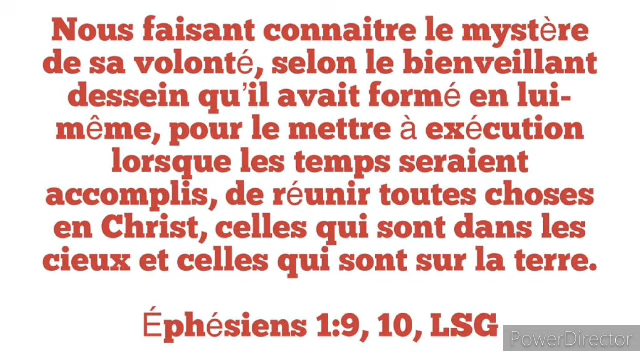 Nous faisant connaitre le mystère
de sa volonté, selon le bienveillant
dessein qu'il avait formé en lui-
même, pour le mettre à exécution
lorsque les temps seraient
accomplis, de réunir toutes choses
en Christ, celles qui sont dans les
cieux et celles qui sont sur la terre.
Éphésiens 1:9, 10, LSG
PowerDirector